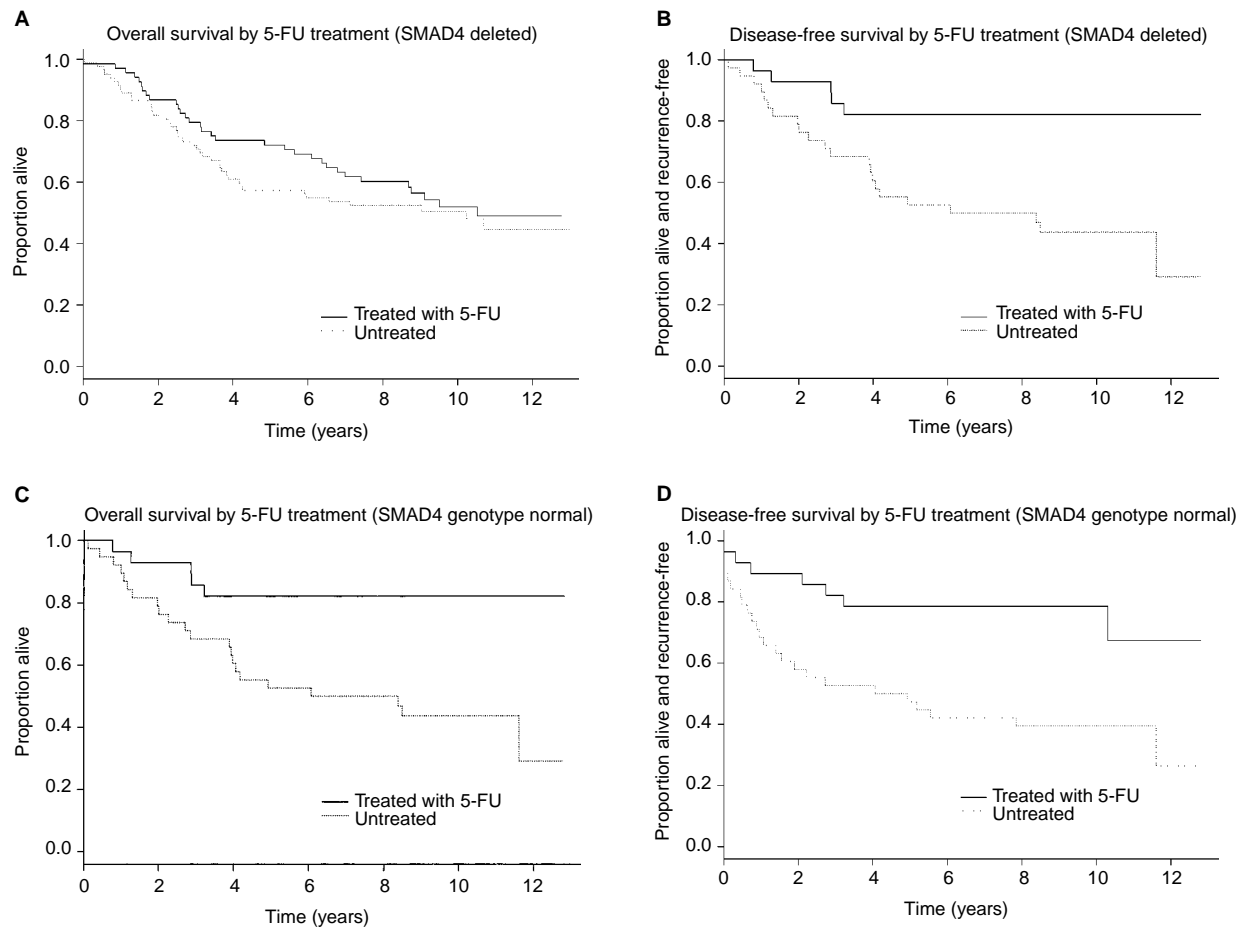 A
Overall survival by 5-FU treatment (SMAD4 deleted)
1.0
0.8
0.6
0.4
0.2
0.0
Proportion alive
Treated with 5-FU
Untreated
0 2 4 6 8 10 12
Time (years)
B
Disease-free survival by 5-FU treatment (SMAD4 deleted)
1.0
0.8
0.6
0.4
0.2
0.0
Proportion alive and recurrence-free
Treated with 5-FU
Untreated
0 2 4 6 8 10 12
Time (years)
C
Overall survival by 5-FU treatment (SMAD4 genotype normal)
1.0
0.8
0.6
0.4
0.2
0.0
Proportion alive
Treated with 5-FU
Untreated
0 2 4 6 8 10 12
Time (years)
D
Disease-free survival by 5-FU treatment (SMAD4 genotype normal)
1.0
0.8
0.6
0.4
0.2
0.0
Proportion alive and recurrence-free
Treated with 5-FU
Untreated
0 2 4 6 8 10 12
Time (years)